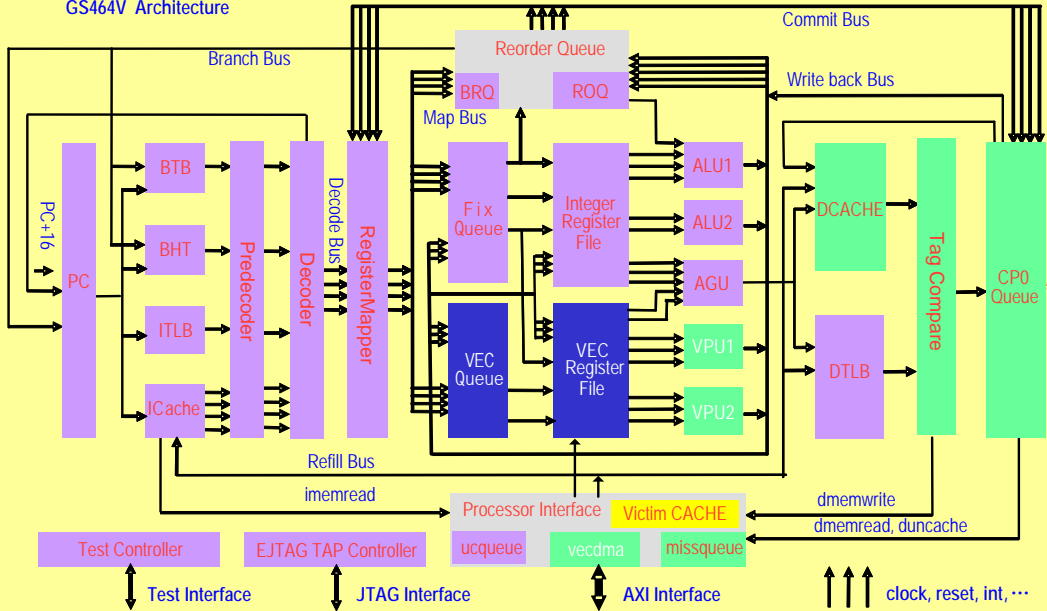 GS464V Architecture
Commit Bus
Reorder Queue
Branch Bus
BRQ
ROQ
Write back Bus
Map Bus
PC+16
PC
BTB
BHT
ITLB
ICache
Predecoder
Decoder
Decode Bus
RegisterMapper
Fix
Queue
Integer
Register
File
VEC
Queue
VEC
Register
File
ALU1
ALU2
AGU
VPU1
VPU2
DCACHE
DTLB
Tag Compare
CP0
Queue
Refill Bus
imemread
Processor Interface
Victim CACHE
ucqueue
vecdma
missqueue
dmemwrite
dmemread, duncache
Test Controller
EJTAG TAP Controller
Test Interface
JTAG Interface
AXI Interface
clock, reset, int, …